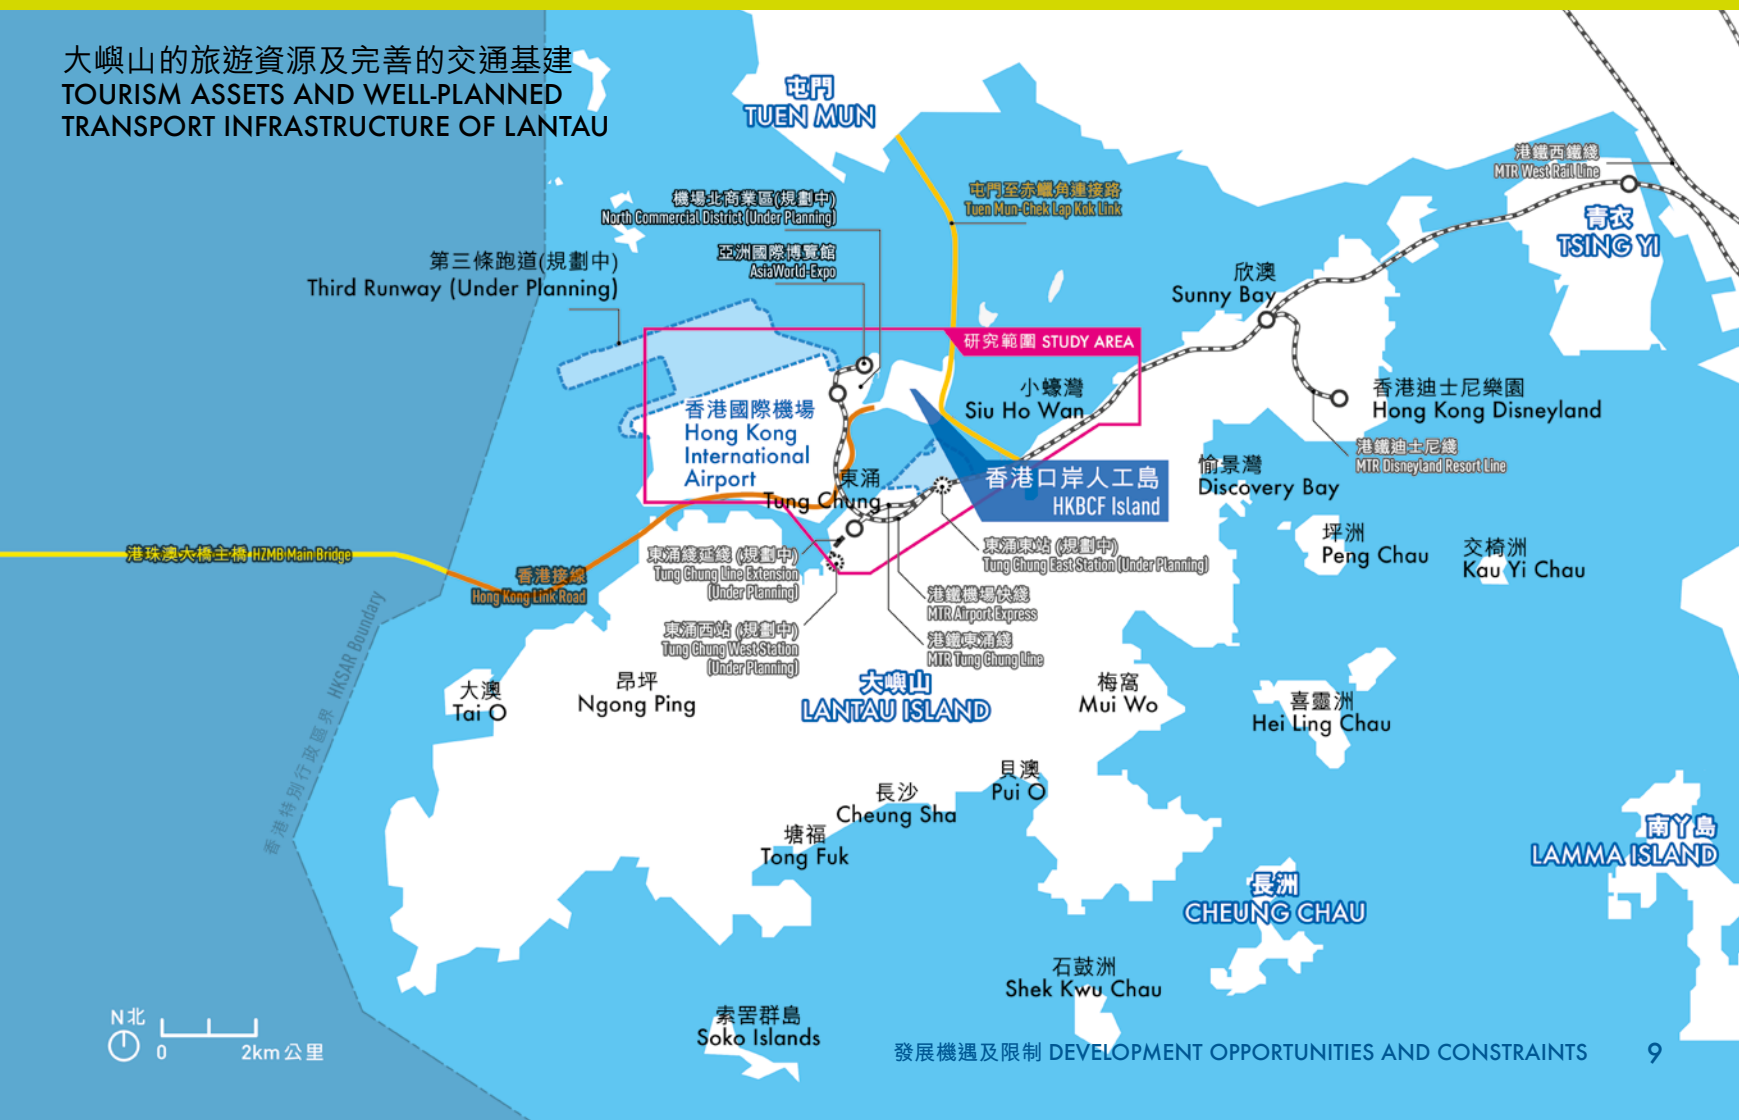 大嶼山的旅遊資源及完善的交通基建
TOURISM ASSETS AND WELL-PLANNED
TRANSPORT INFRASTRUCTURE OF LANTAU
屯門
TUEN MUN
港鐵西鐵綫
MTR West Rail Line
機場北商業區(規劃中)
North Commercial District (Under Planning)
屯門至赤鱲角連接路
Tuen Mun-Chek Lap Kok Link
青衣
TSING YI
亞洲國際博覽館
AsiaWorld-Expo
第三條跑道(規劃中)
Third Runway (Under Planning)
欣澳
Sunny Bay
研究範圍 STUDY AREA
小蠔灣
Siu Ho Wan
香港迪士尼樂園
Hong Kong Disneyland
香港國際機場
Hong Kong
International
Airport
港鐵迪士尼綫
MTR Disneyland Resort Line
東涌
Tung Chung
香港口岸人工島
HKBCF Island
愉景灣
Discovery Bay
坪洲
Peng Chau
交椅洲
Kau Yi Chau
港珠澳大橋主橋 HZMB Main Bridge
香港接線
Hong Kong Link Road
東涌綫延綫 (規劃中)
Tung Chung Line Extension
(Under Planning)
東涌東站 (規劃中)
Tung Chung East Station (Under Planning)
港鐵機場快綫
MTR Airport Express
東涌西站 (規劃中)
Tung Chung West Station
(Under Planning)
港鐵東涌綫
MTR Tung Chung Line
香港特別行政區界 HKSAR Boundary
大澳
Tai O
昂坪
Ngong Ping
大嶼山
LANTAU ISLAND
梅窩
Mui Wo
喜靈洲
Hei Ling Chau
貝澳
Pui O
長沙
Cheung Sha
塘福
Tong Fuk
南丫島
LAMMA ISLAND
長洲
CHEUNG CHAU
石鼓洲
Shek Kwu Chau
索罟群島
Soko Islands
N北
0 2km公里
發展機遇及限制 DEVELOPMENT OPPORTUNITIES AND CONSTRAINTS 9